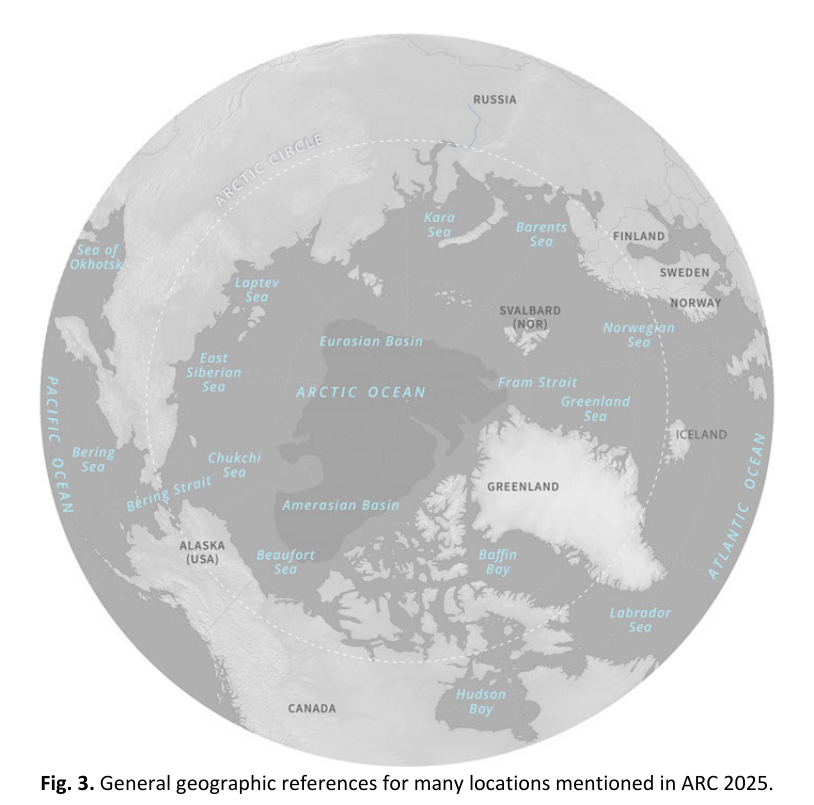 RUSSIA
ARCTIC CIRCLE
Kara
Sea
Barents
Sea
FINLAND
Sea of
Okhotsk
SWEDEN
Laptev
Sea
NORWAY
SVALBARD
(NOR)
Norwegian
Sea
Eurasian Basin
East
Siberian
Sea
Fram Strait
ARCTIC OCEAN
Greenland
Sea
PACIFIC OCEAN
ICELAND
Bering
Sea
Chukchi
Sea
Bering Strait
GREENLAND
ATLANTIC OCEAN
Amerasian Basin
ALASKA
(USA)
Beaufort
Sea
Baffin
Bay
Labrador
Sea
Hudson
Bay
CANADA
Fig. 3. General geographic references for many locations mentioned in ARC 2025.